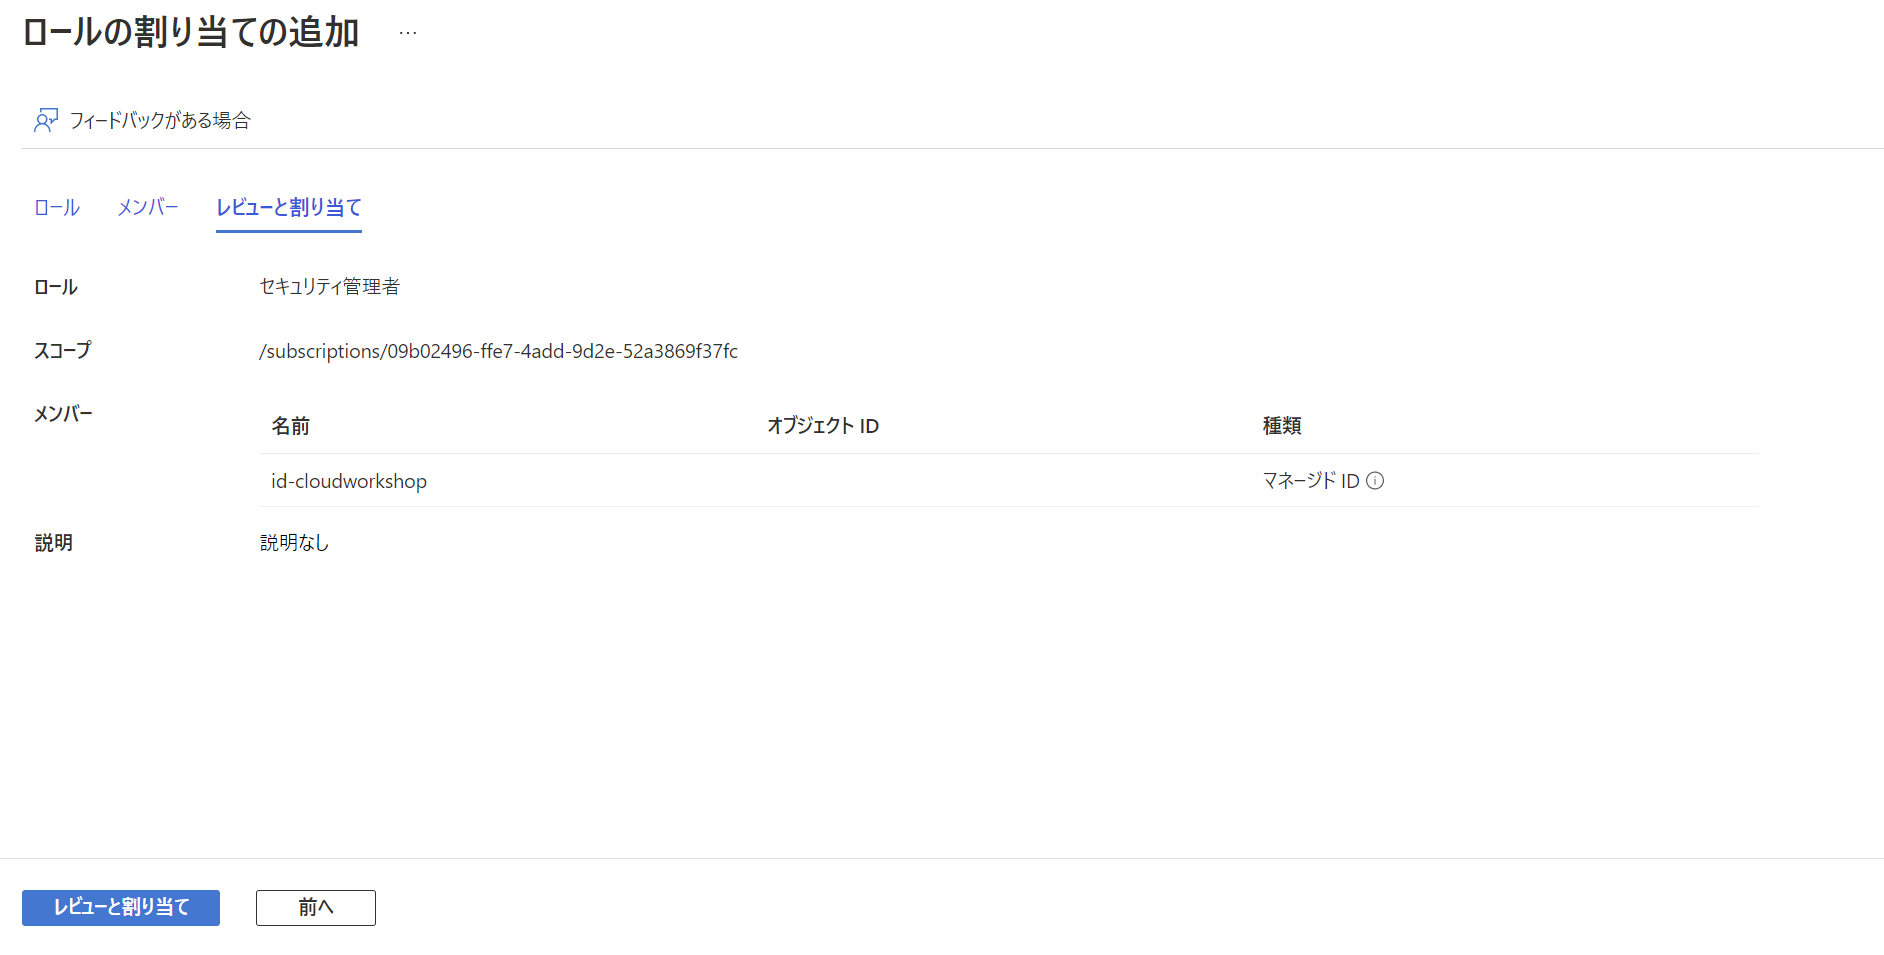 ロールの割り当ての追加 …
フィードバックがある場合
ロール メンバー レビューと割り当て
ロール セキュリティ管理者
スコープ /subscriptions/09b02496-ffe7-4add-9d2e-52a3869f37fc
メンバー
名前 オブジェクト ID 種類
id-cloudworkshop マネージド ID
説明 説明なし
レビューと割り当て 前へ